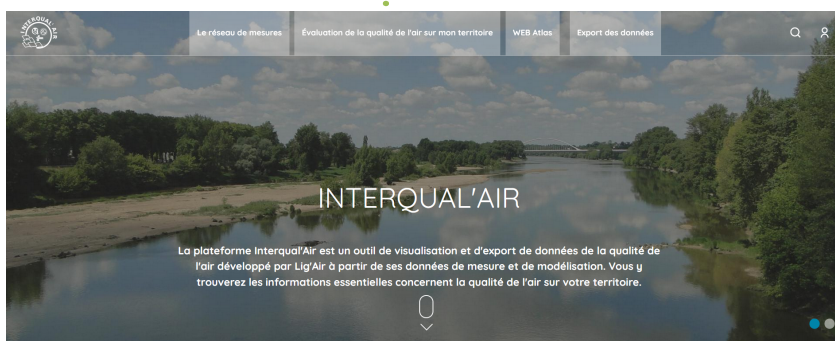 INTERQUAL'AIR
Le réseau de mesures
Évaluation de la qualité de l'air sur mon territoire
WEB Atlas
Export des données
INTERQUAL'AIR
La plateforme Interqual'Air est un outil de visualisation et d'export de données de la qualité de
l'air développé par Lig'Air à partir de ses données de mesure et de modélisation. Vous y
trouverez les informations essentielles concernent la qualité de l'air sur votre territoire.